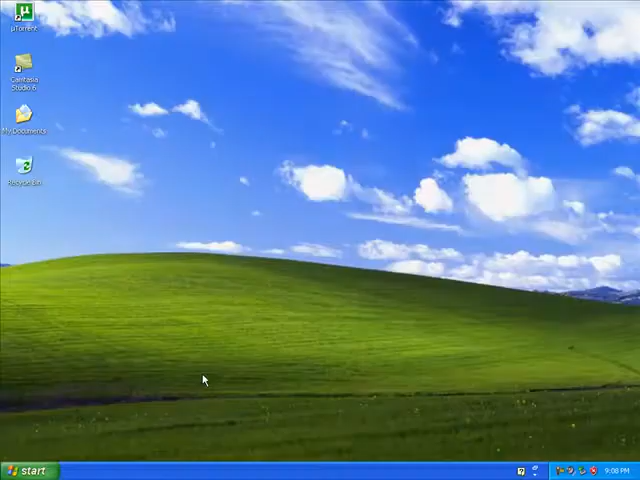 µTorrent
Camtasia
Studio 6
My Documents
Recycle Bin
start
9:08 PM